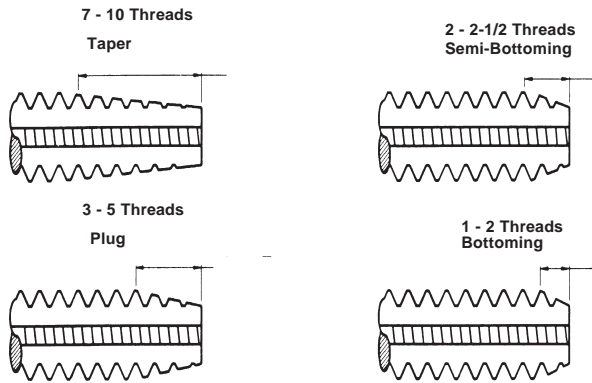 7 - 10 Threads
Taper
2 - 2-1/2 Threads
Semi-Bottoming
3 - 5 Threads
Plug
1 - 2 Threads
Bottoming